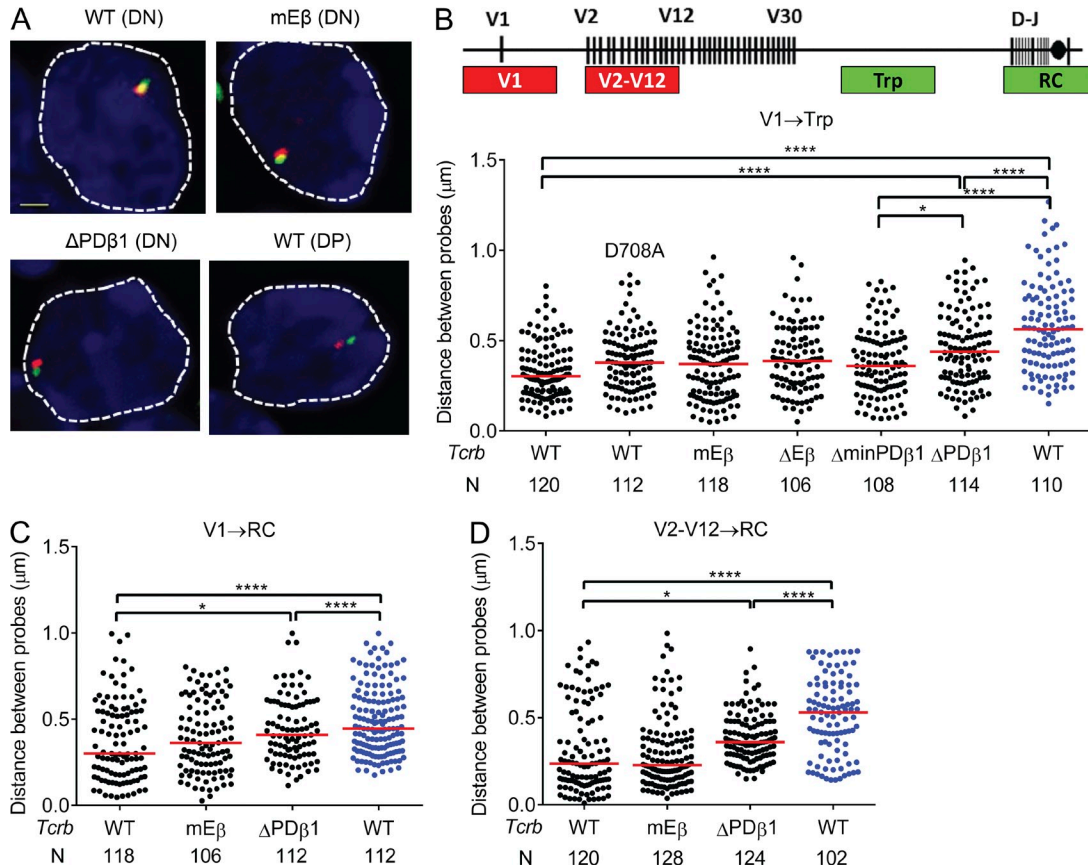 A
WT (DN)
mEβ (DN)
ΔPDβ1 (DN)
WT (DP)
B
V1 V2 V12 V30 D-J
V1 V2-V12 Trp RC
V1→Trp
Distance between probes (μm)
1.5
1.0
0.5
0.0
****
**** ****
****
*
D708A
Tcrb WT WT mEβ ΔEβ ΔminPDβ1 ΔPDβ1 WT
N 120 112 118 106 108 114 110
C
V1→RC
Distance between probes (μm)
1.5
1.0
0.5
0.0
****
* ****
Tcrb WT mEβ ΔPDβ1 WT
N 118 106 112 112
D
V2-V12→RC
Distance between probes (μm)
1.5
1.0
0.5
0.0
****
* ****
Tcrb WT mEβ ΔPDβ1 WT
N 120 128 124 102